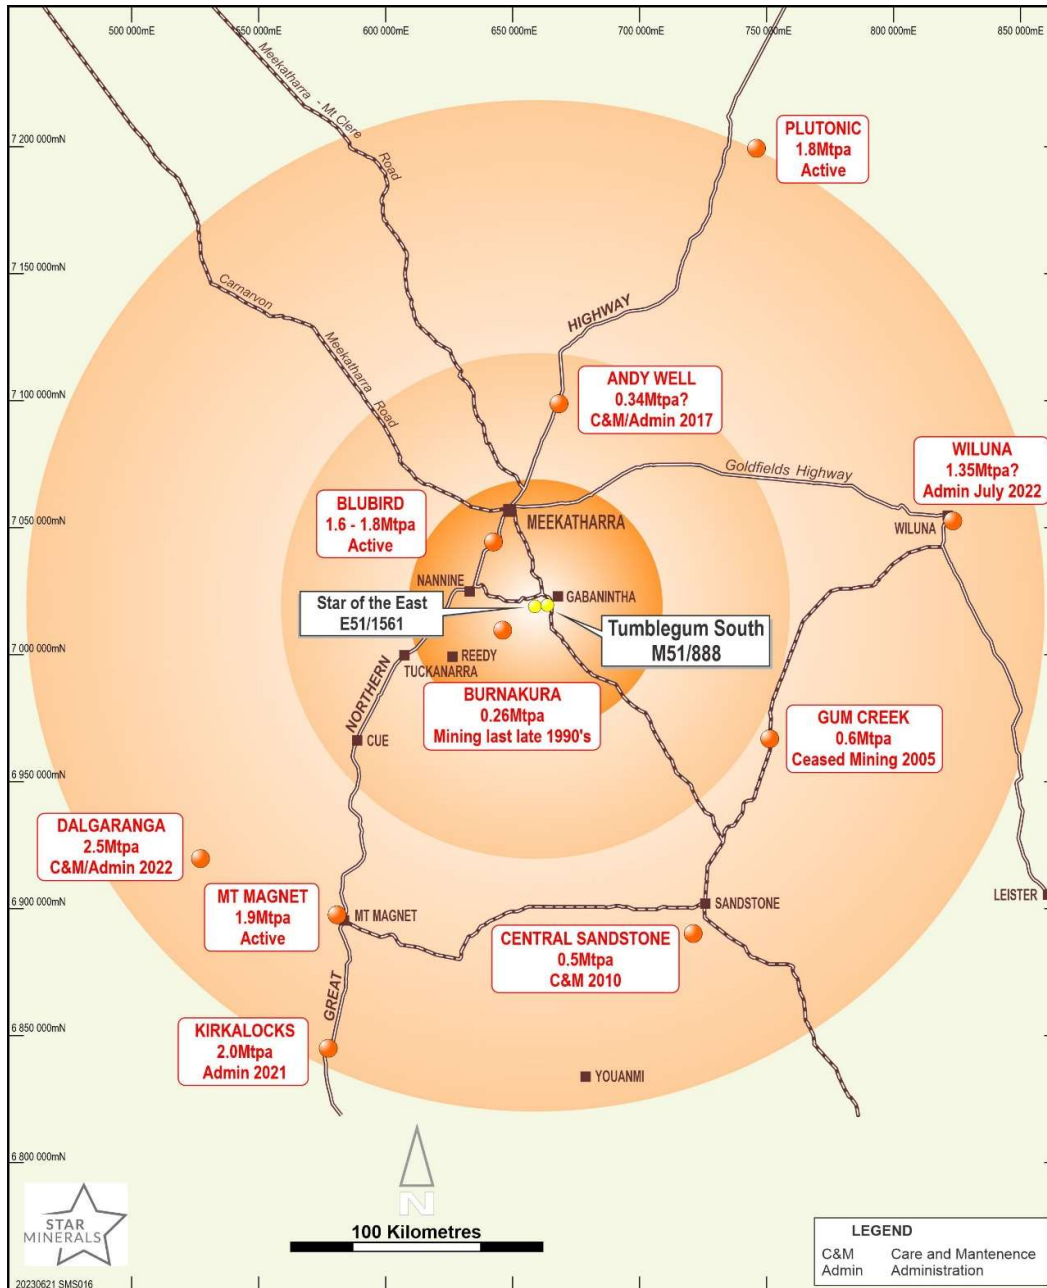 500 000mE
550 000mE
600 000mE
650 000mE
700 000mE
750 000mE
800 000mE
850 000mE
Meekatharra - Mt Clere
Road
7 200 000mN
PLUTONIC
1.8Mtpa
Active
7 150 000mN
Carnarvon
Meekatharra
Road
HIGHWAY
7 100 000mN
ANDY WELL
0.34Mtpa?
C&M/Admin 2017
Goldfields Highway
WILUNA
1.35Mtpa?
Admin July 2022
WILUNA
7 050 000mN
BLUBIRD
1.6 - 1.8Mtpa
Active
MEEKATHARRA
NANNINE
GABANINTHA
Star of the East
E51/1561
Tumblegum South
M51/888
7 000 000mN
REEDY
TUCKANARRA
NORTHERN
BURNAKURA
0.26Mtpa
Mining last late 1990's
CUE
GUM CREEK
0.6Mtpa
Ceased Mining 2005
6 950 000mN
DALGARANGA
2.5Mtpa
C&M/Admin 2022
MT MAGNET
1.9Mtpa
Active
MT MAGNET
SANDSTONE
LEISTER
6 900 000mN
CENTRAL SANDSTONE
0.5Mtpa
C&M 2010
GREAT
6 850 000mN
KIRKALOCKS
2.0Mtpa
Admin 2021
YOUANMI
6 800 000mN
N
STAR
MINERALS
100 Kilometres
LEGEND
C&M Care and Mantenence
Admin Administration
20230621 SMS016